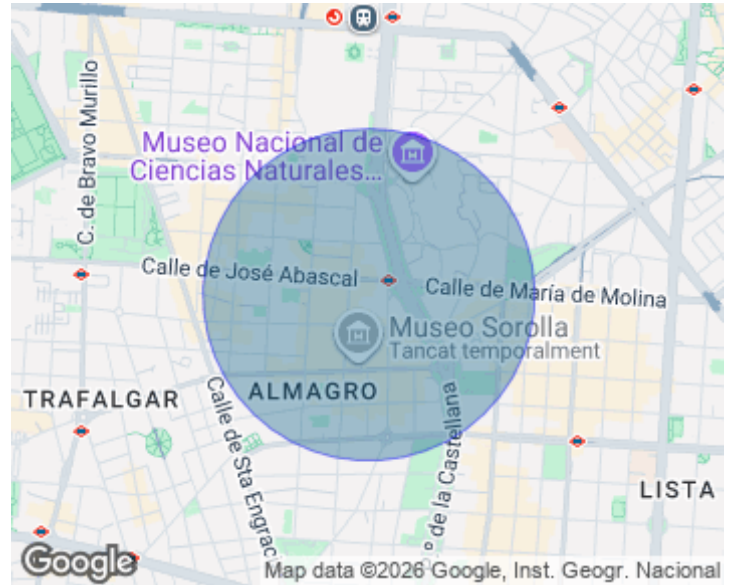 Museo Nacional de
Ciencias Naturales...
C. de Bravo Murillo
Calle de José Abascal
Calle de María de Molina
Museo Sorolla
Tancat temporalment
TRAFALGAR
ALMAGRO
Calle de Sta Engraci
P.º de la Castellana
LISTA
Google
Map data ©2026 Google, Inst. Geogr. Nacional